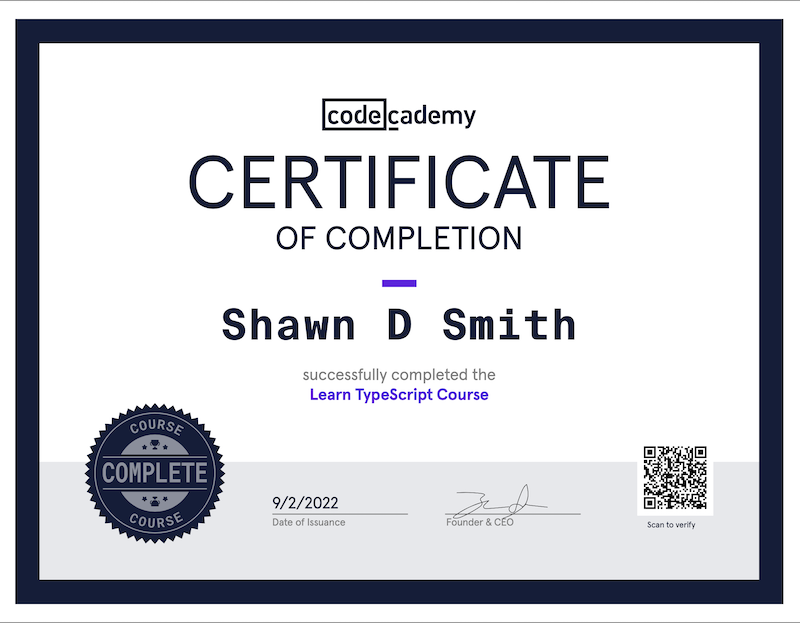 codecademy
CERTIFICATE
OF COMPLETION
Shawn D Smith
successfully completed the
Learn TypeScript Course
COURSE
COMPLETE
COURSE
9/2/2022
Date of Issuance
Founder & CEO
Scan to verify